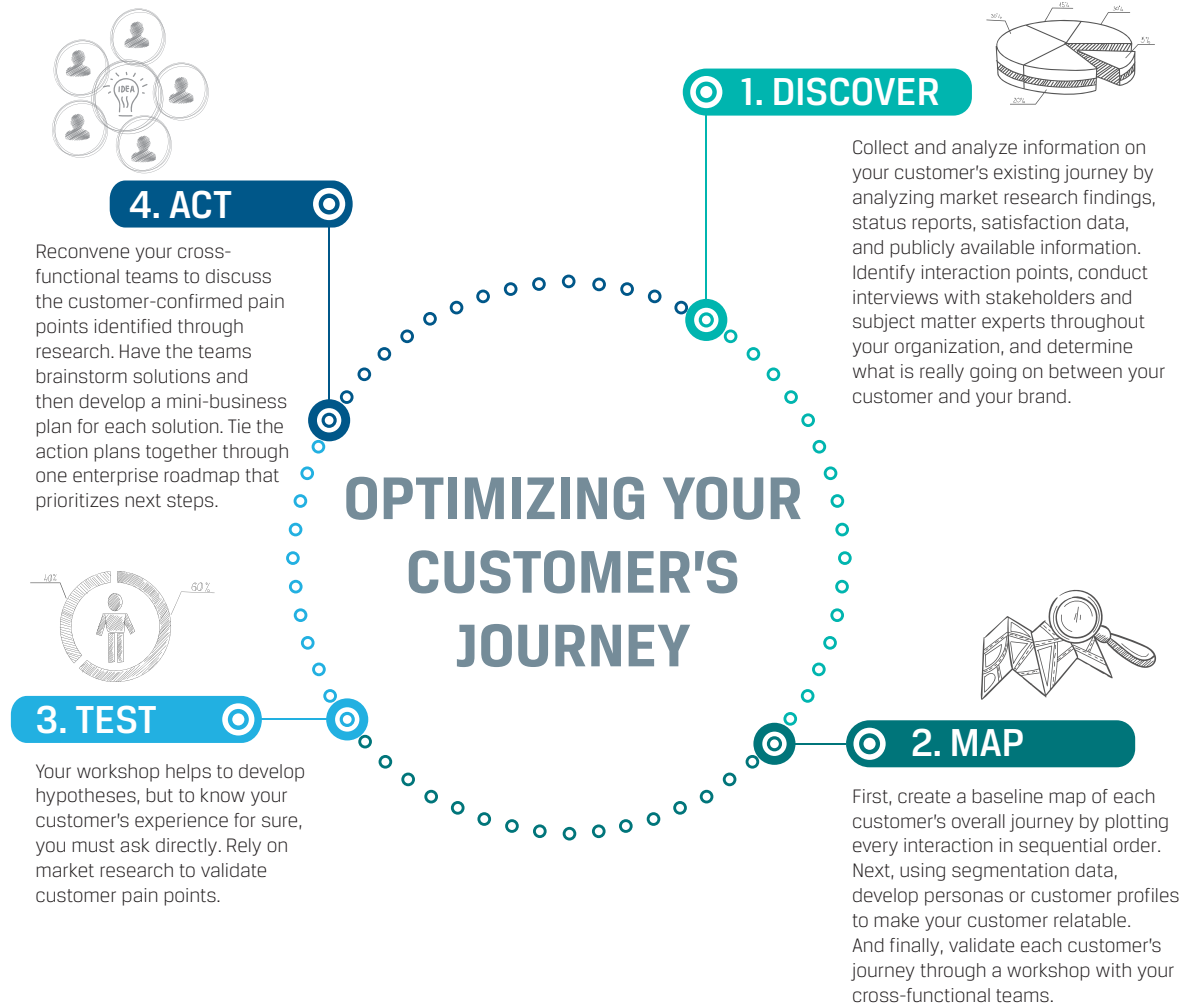 OPTIMIZING YOUR
CUSTOMER'S
JOURNEY
1. DISCOVER
Collect and analyze information on
your customer's existing journey by
analyzing market research findings,
status reports, satisfaction data,
and publicly available information.
Identify interaction points, conduct
interviews with stakeholders and
subject matter experts throughout
your organization, and determine
what is really going on between your
customer and your brand.
2. MAP
First, create a baseline map of each
customer's overall journey by plotting
every interaction in sequential order.
Next, using segmentation data,
develop personas or customer profiles
to make your customer relatable.
And finally, validate each customer's
journey through a workshop with your
cross-functional teams.
40%
60%
3. TEST
Your workshop helps to develop
hypotheses, but to know your
customer's experience for sure,
you must ask directly. Rely on
market research to validate
customer pain points.
IDEA
4. ACT
Reconvene your cross-
functional teams to discuss
the customer-confirmed pain
points identified through
research. Have the teams
brainstorm solutions and
then develop a mini-business
plan for each solution. Tie the
action plans together through
one enterprise roadmap that
prioritizes next steps.